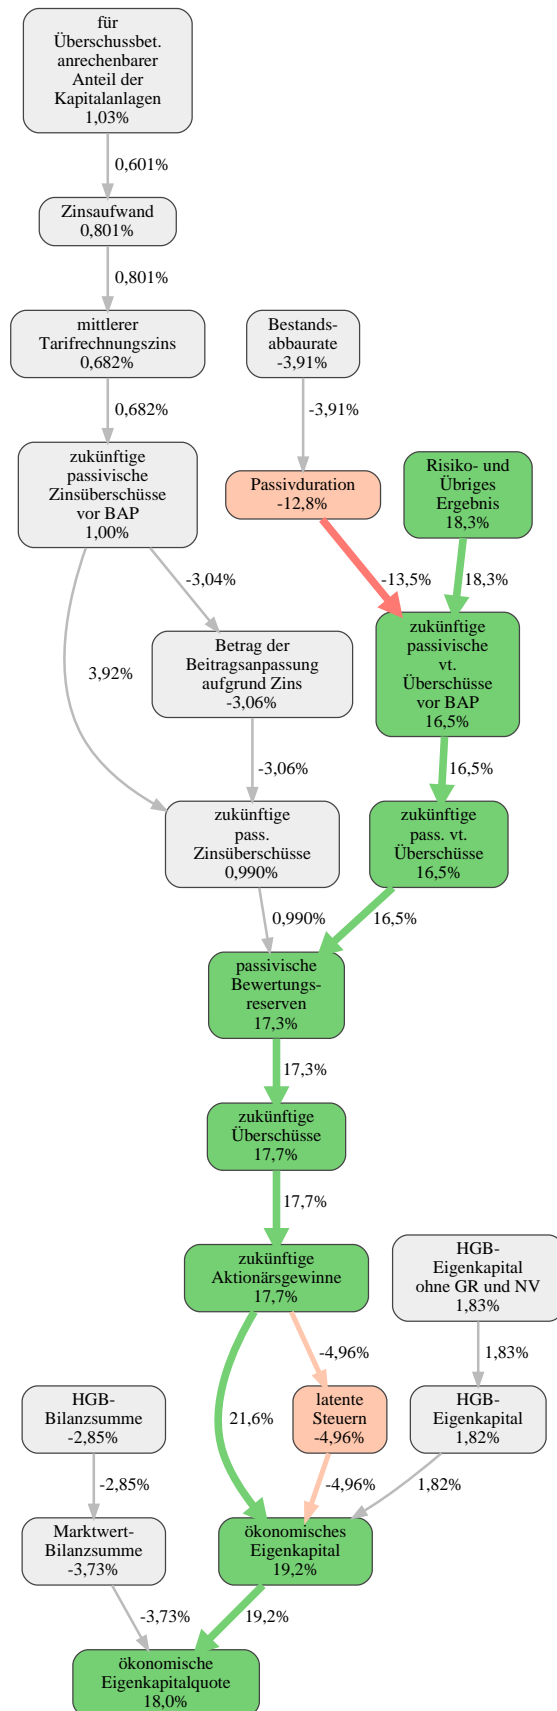 für
Überschussbet.
anrechenbarer
Anteil der
Kapitalanlagen
1,03%
0,601%
Zinsaufwand
0,801%
0,801%
mittlerer
Tarifrechnungszins
0,682%
Bestands-
abbaurate
-3,91%
0,682%
-3,91%
zukünftige
passivische
Zinsüberschüsse
vor BAP
1,00%
Passivduration
-12,8%
Risiko- und
Übriges
Ergebnis
18,3%
-3,04%
-13,5%
18,3%
3,92%
Betrag der
Beitragsanpassung
aufgrund Zins
-3,06%
zukünftige
passivische
vt.
Überschüsse
vor BAP
16,5%
-3,06%
16,5%
zukünftige
pass.
Zinsüberschüsse
0,990%
zukünftige
pass. vt.
Überschüsse
16,5%
0,990%
16,5%
passivische
Bewertungs-
reserven
17,3%
17,3%
zukünftige
Überschüsse
17,7%
17,7%
zukünftige
Aktionärsgewinne
17,7%
HGB-
Eigenkapital
ohne GR und NV
1,83%
-4,96%
1,83%
HGB-
Bilanzsumme
-2,85%
21,6%
latente
Steuern
-4,96%
HGB-
Eigenkapital
1,82%
-2,85%
-4,96%
1,82%
Marktwert-
Bilanzsumme
-3,73%
ökonomisches
Eigenkapital
19,2%
-3,73%
19,2%
ökonomische
Eigenkapitalquote
18,0%